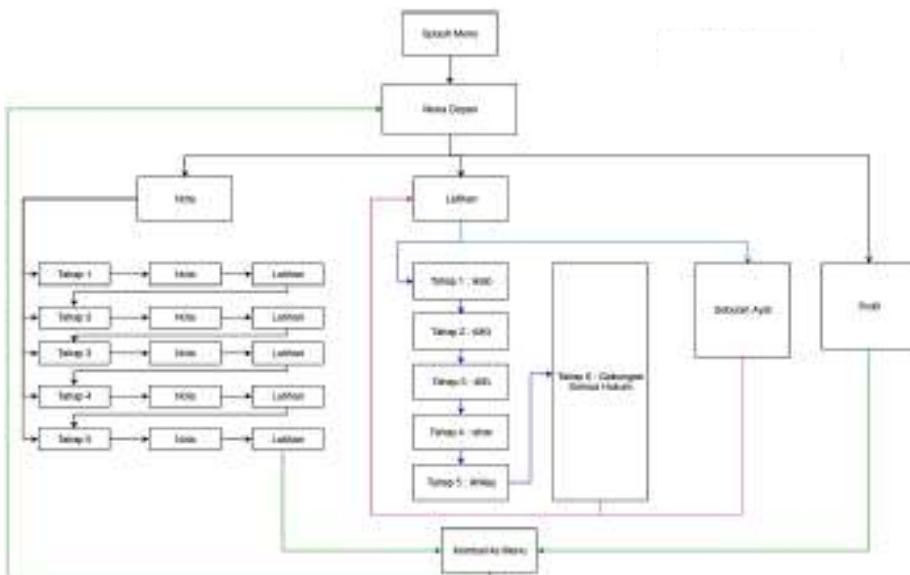 Splash Menu
Menu Depan
Nota
Latihan
Tahap 1
Nota
Latihan
Tahap 2
Nota
Latihan
Tahap 3
Nota
Latihan
Tahap 4
Nota
Latihan
Tahap 5
Nota
Latihan
Tahap 1 :
Tahap 2 :
Tahap 3 :
Tahap 4 :
Tahap 5 :
Tahap 6 : Gabungan
Semua Hukum
Sebutan Ayat
Kembali ke Menu